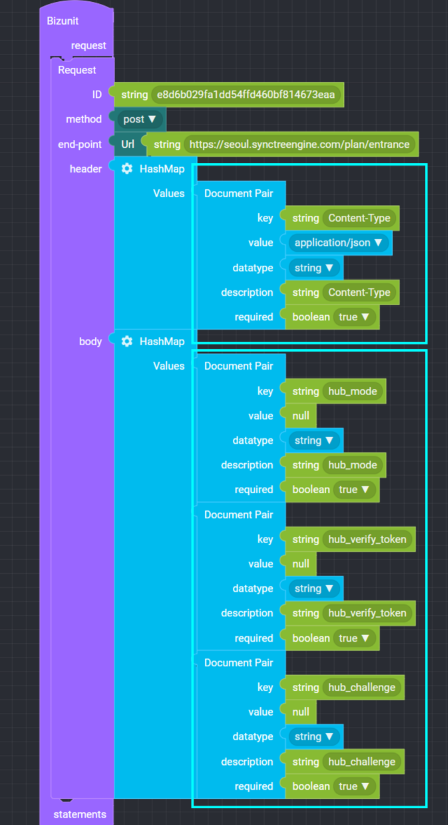 Bizunit
request
Request
ID string e8d6b029fa1dd54ffd460bf814673eaa
method post ▼
end-point Url string https://seoul.synctreengine.com/plan/entrance
header HashMap
Values Document Pair
key string Content-Type
value application/json ▼
datatype string ▼
description string Content-Type
required boolean true ▼
body HashMap
Values Document Pair
key string hub_mode
value null
datatype string ▼
description string hub_mode
required boolean true ▼
Document Pair
key string hub_verify_token
value null
datatype string ▼
description string hub_verify_token
required boolean true ▼
Document Pair
key string hub_challenge
value null
datatype string ▼
description string hub_challenge
required boolean true ▼
statements